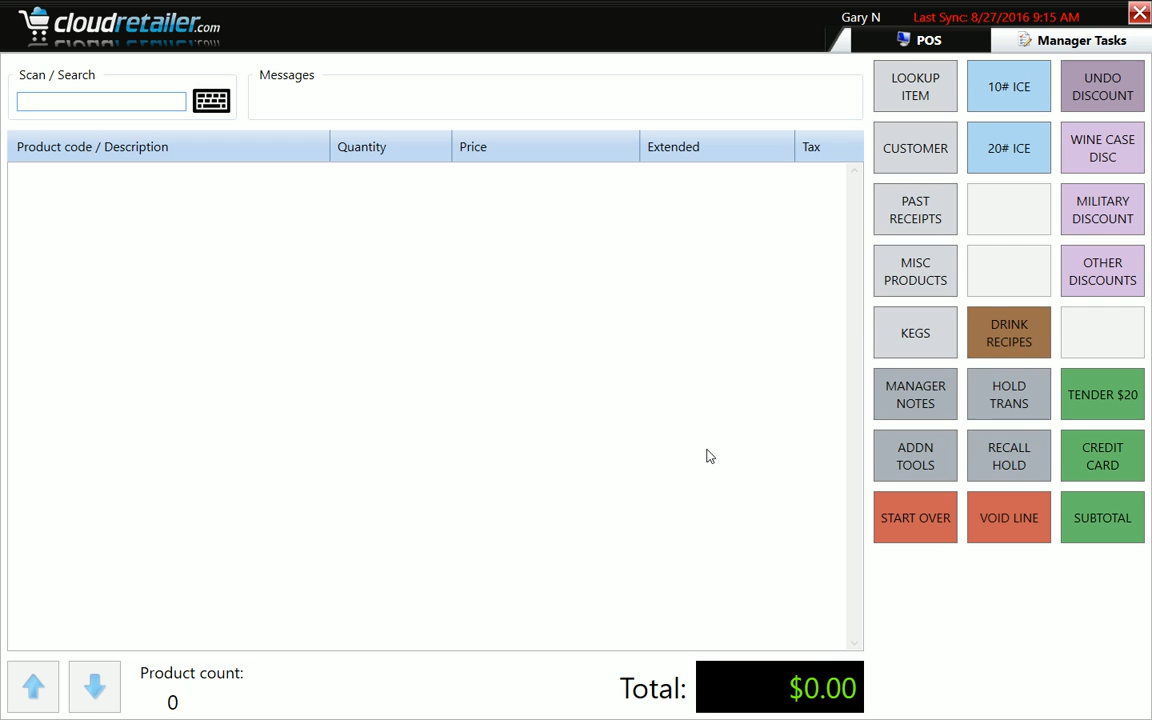 cloudretailer.com
Gary N
Last Sync: 8/27/2016 9:15 AM
POS
Manager Tasks
Scan / Search
Messages
Product code / Description
Quantity
Price
Extended
Tax
LOOKUP
ITEM
10# ICE
UNDO
DISCOUNT
CUSTOMER
20# ICE
WINE CASE
DISC
PAST
RECEIPTS
MILITARY
DISCOUNT
MISC
PRODUCTS
OTHER
DISCOUNTS
KEGS
DRINK
RECIPES
MANAGER
NOTES
HOLD
TRANS
TENDER $20
ADDN
TOOLS
RECALL
HOLD
CREDIT
CARD
START OVER
VOID LINE
SUBTOTAL
Product count:
0
Total:
$0.00